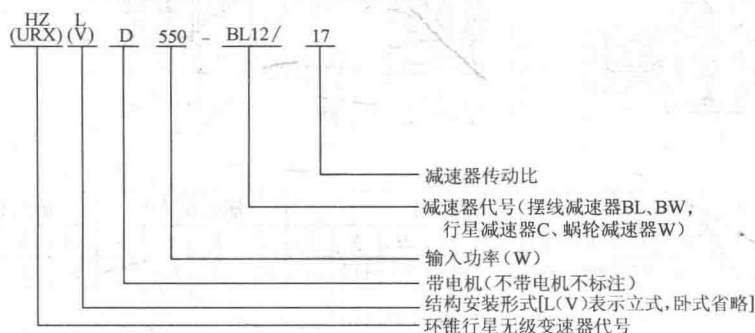 HZ L
(URX) (V) D 550 - BL12/ 17
减速器传动比
减速器代号(摆线减速器BL、BW,
行星减速器C、蜗轮减速器W)
输入功率(W)
带电机(不带电机不标注)
结构安装形式[L(V)表示立式,卧式省略]
环锥行星无级变速器代号